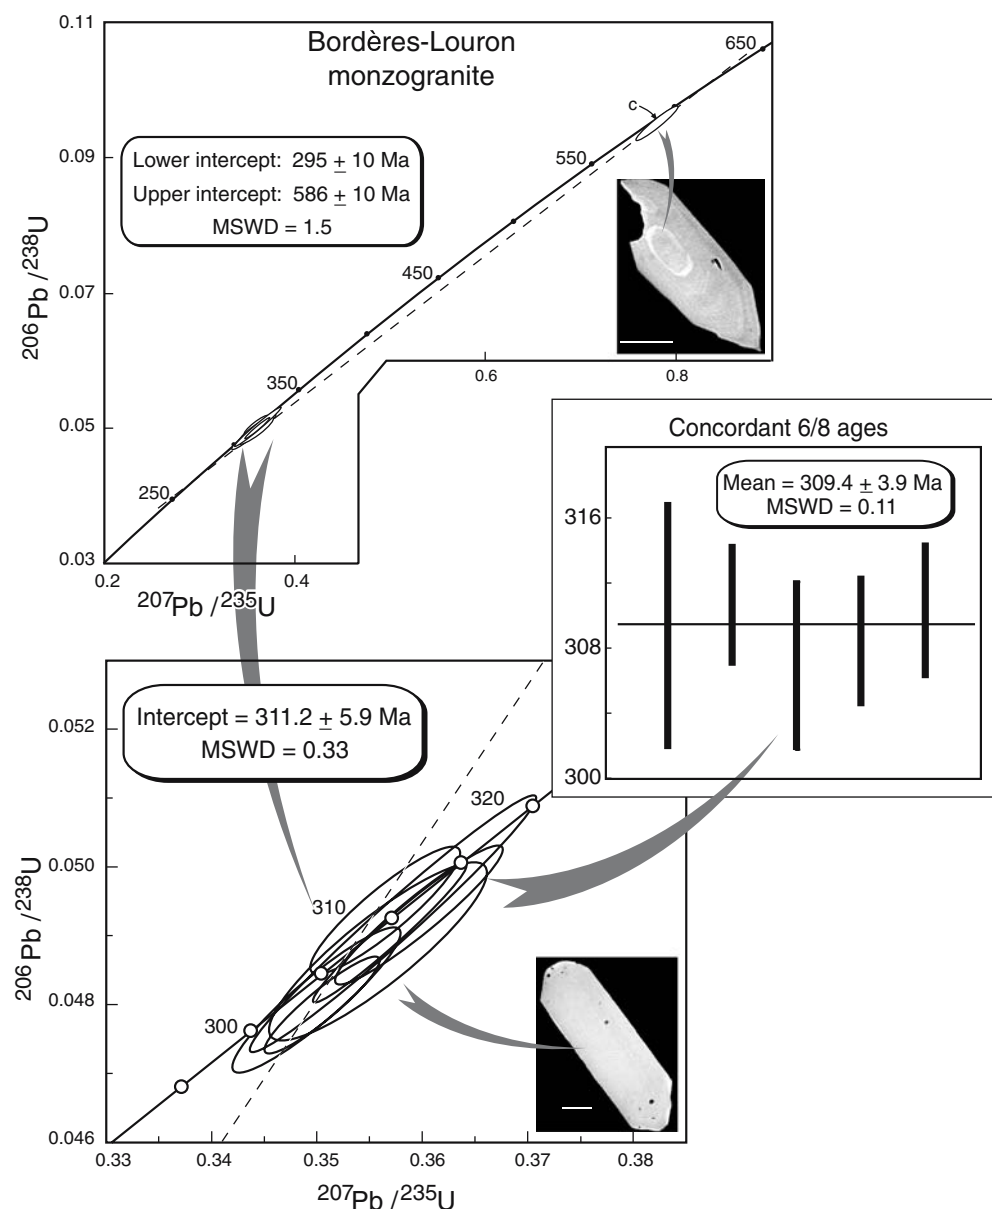 Bordères-Louron
monzogranite
Lower intercept: 295 ± 10 Ma
Upper intercept: 586 ± 10 Ma
MSWD = 1.5
206Pb /238U
0.11
0.09
0.07
0.05
0.03
250
350
450
550
650
c
0.2
0.4
0.6
0.8
207Pb /235U
Concordant 6/8 ages
Mean = 309.4 ± 3.9 Ma
MSWD = 0.11
316
308
300
Intercept = 311.2 ± 5.9 Ma
MSWD = 0.33
206Pb /238U
0.052
0.050
0.048
0.046
320
310
300
0.33
0.34
0.35
0.36
0.37
0.38
207Pb /235U